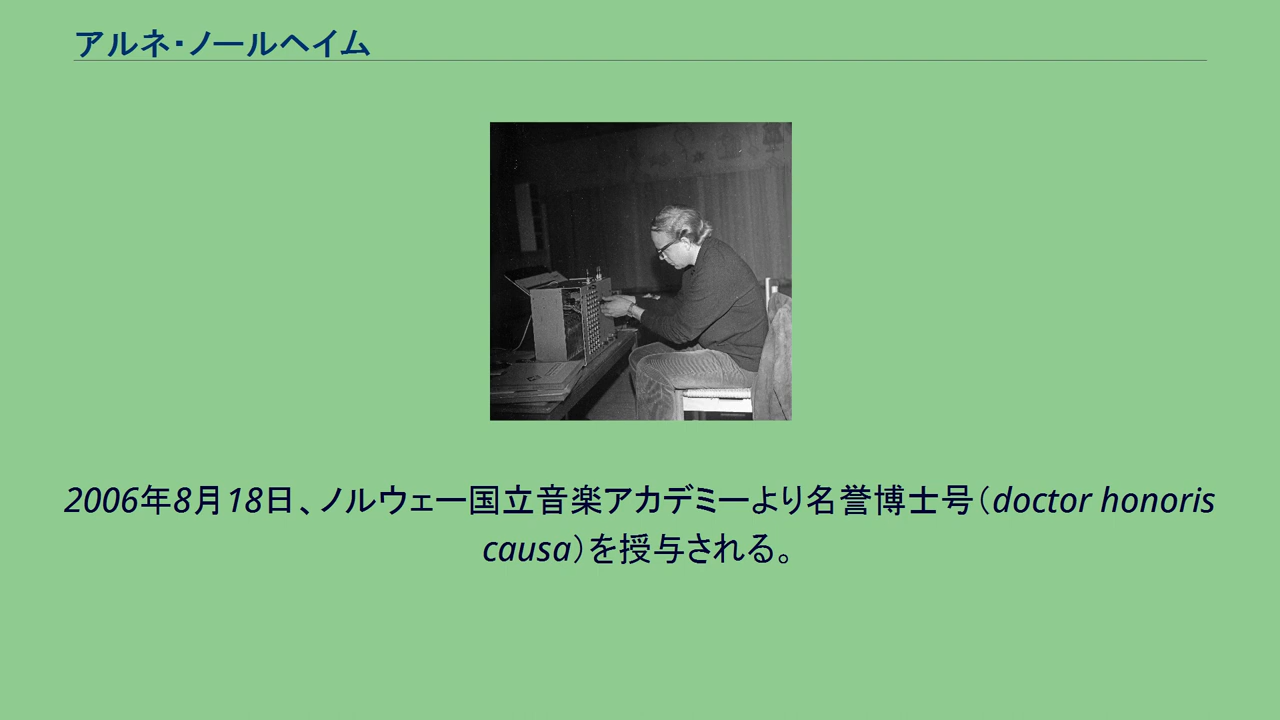 アルネ・ノールヘイム
2006年8月18日、ノルウェー国立音楽アカデミーより名誉博士号（doctor honoris
causa）を授与される。